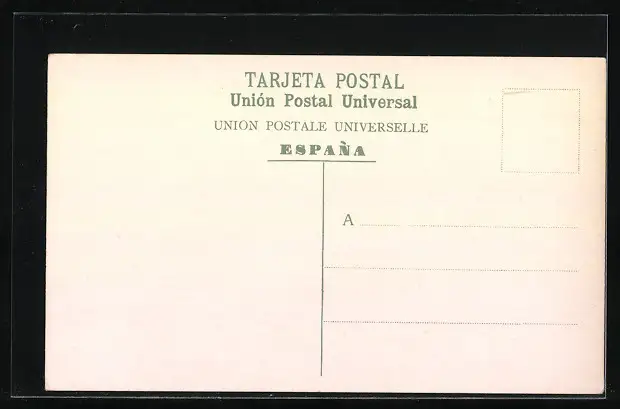 TARJETA POSTAL
Unión Postal Universal
UNION POSTALE UNIVERSELLE
ESPAÑA
A